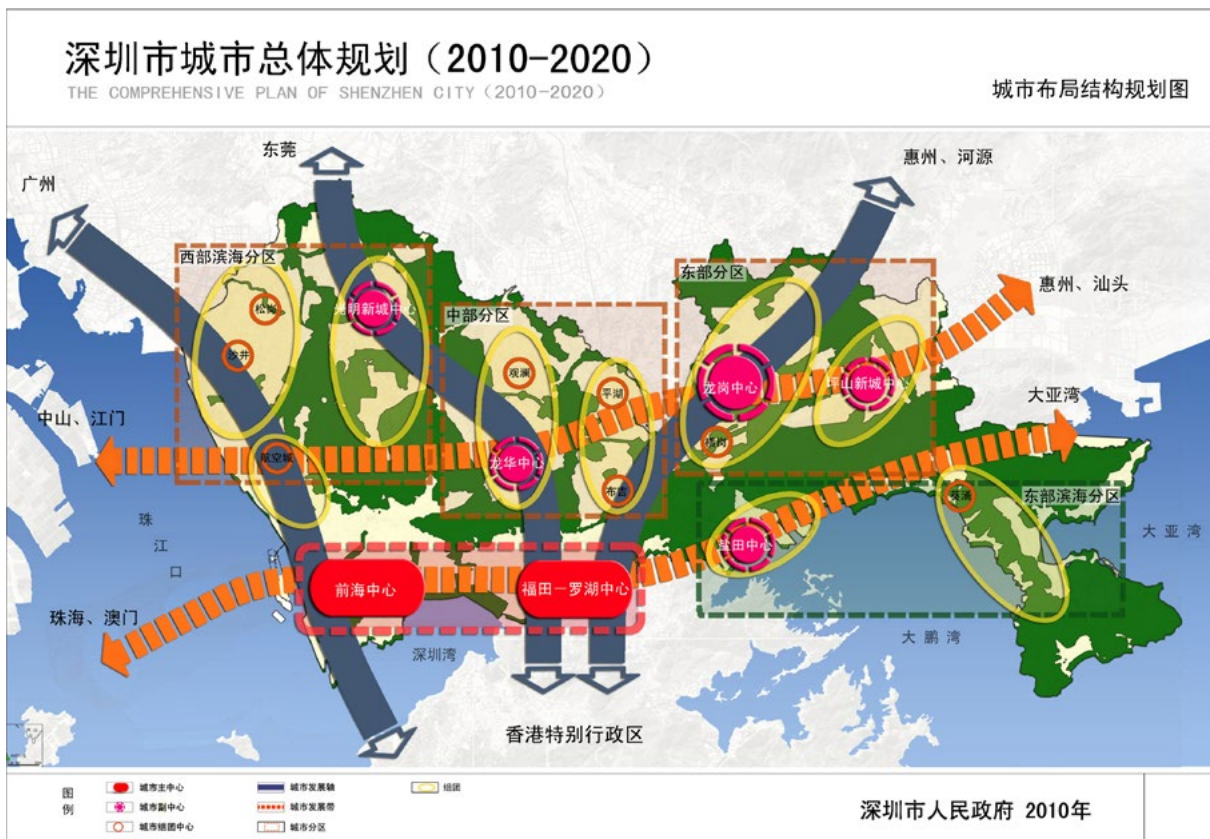 深圳市城市总体规划（2010-2020）
THE COMPREHENSIVE PLAN OF SHENZHEN CITY（2010-2020）
城市布局结构规划图
东莞
惠州、河源
广州
西部滨海分区
东部分区
惠州、汕头
松岗
光明新城中心
中部分区
沙井
观澜
平湖
龙岗中心
坪山新城中心
大亚湾
中山、江门
横岗
航空城
龙华中心
布吉
葵涌
东部滨海分区
珠江口
盐田中心
大亚湾
前海中心
福田－罗湖中心
珠海、澳门
深圳湾
大鹏湾
香港特别行政区
图例
城市主中心
城市发展轴
组团
城市副中心
城市发展带
城市组团中心
城市分区
深圳市人民政府 2010年